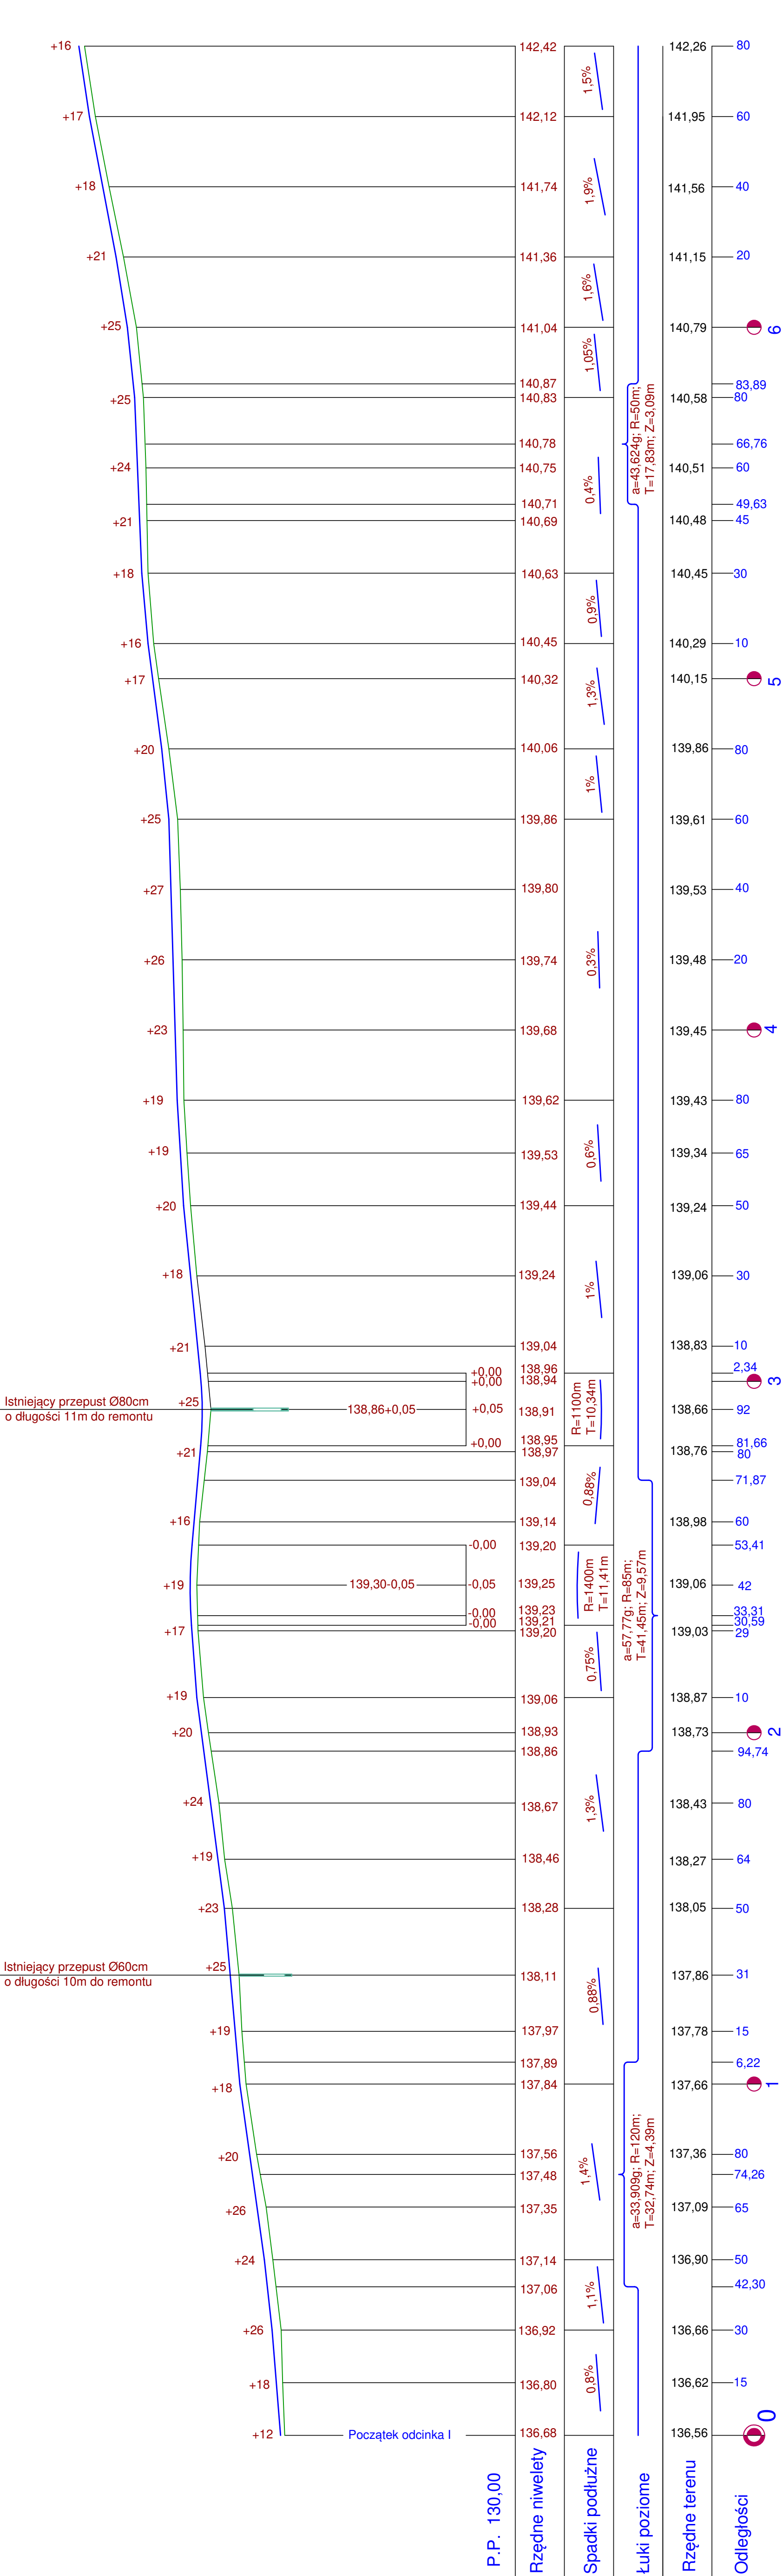 +16 142,42 142,26 80
1,5%
+17 142,12 141,95 60
1,9%
+18 141,74 141,56 40
+21 141,36 141,15 20
1,6%
+25 141,04 140,79 6
1,05%
140,87 83,89
+25 140,83 140,58 80
a=43,624g; R=50m;
T=17,83m; Z=3,09m
140,78 66,76
+24 140,75 140,51 60
0,4%
140,71 49,63
+21 140,69 140,48 45
+18 140,63 140,45 30
0,9%
+16 140,45 140,29 10
+17 140,32 140,15 5
1,3%
+20 140,06 139,86 80
1%
+25 139,86 139,61 60
+27 139,80 139,53 40
+26 139,74 139,48 20
0,3%
+23 139,68 139,45 4
+19 139,62 139,43 80
+19 139,53 139,34 65
0,6%
+20 139,44 139,24 50
+18 139,24 139,06 30
1%
+21 139,04 138,83 10
+0,00 138,96 2,34
+0,00 138,94 3
Istniejący przepust Ø80cm
o długości 11m do remontu
+25 138,86+0,05 +0,05 138,91 138,66 92
R=1100m
T=10,34m
+0,00 138,95 81,66
+21 138,97 138,76 80
139,04 71,87
0,88%
+16 139,14 138,98 60
-0,00 139,20 53,41
+19 139,30-0,05 -0,05 139,25 139,06 42
R=1400m
T=11,41m
a=57,77g; R=85m;
T=41,45m; Z=9,57m
-0,00 139,23 33,31
-0,00 139,21 30,59
+17 139,20 139,03 29
0,75%
+19 139,06 138,87 10
+20 138,93 138,73 2
138,86 94,74
+24 138,67 138,43 80
1,3%
+19 138,46 138,27 64
+23 138,28 138,05 50
Istniejący przepust Ø60cm
o długości 10m do remontu
+25 138,11 137,86 31
0,88%
+19 137,97 137,78 15
137,89 6,22
+18 137,84 137,66 1
+20 137,56 137,36 80
1,4%
137,48 74,26
a=33,909g; R=120m;
T=32,74m; Z=4,39m
+26 137,35 137,09 65
+24 137,14 136,90 50
137,06 42,30
1,1%
+26 136,92 136,66 30
+18 136,80 136,62 15
0,8%
+12 Początek odcinka I 136,68 136,56 0
P.P. 130,00
Rzędne niwelety
Spadki podłużne
Łuki poziome
Rzędne terenu
Odległości